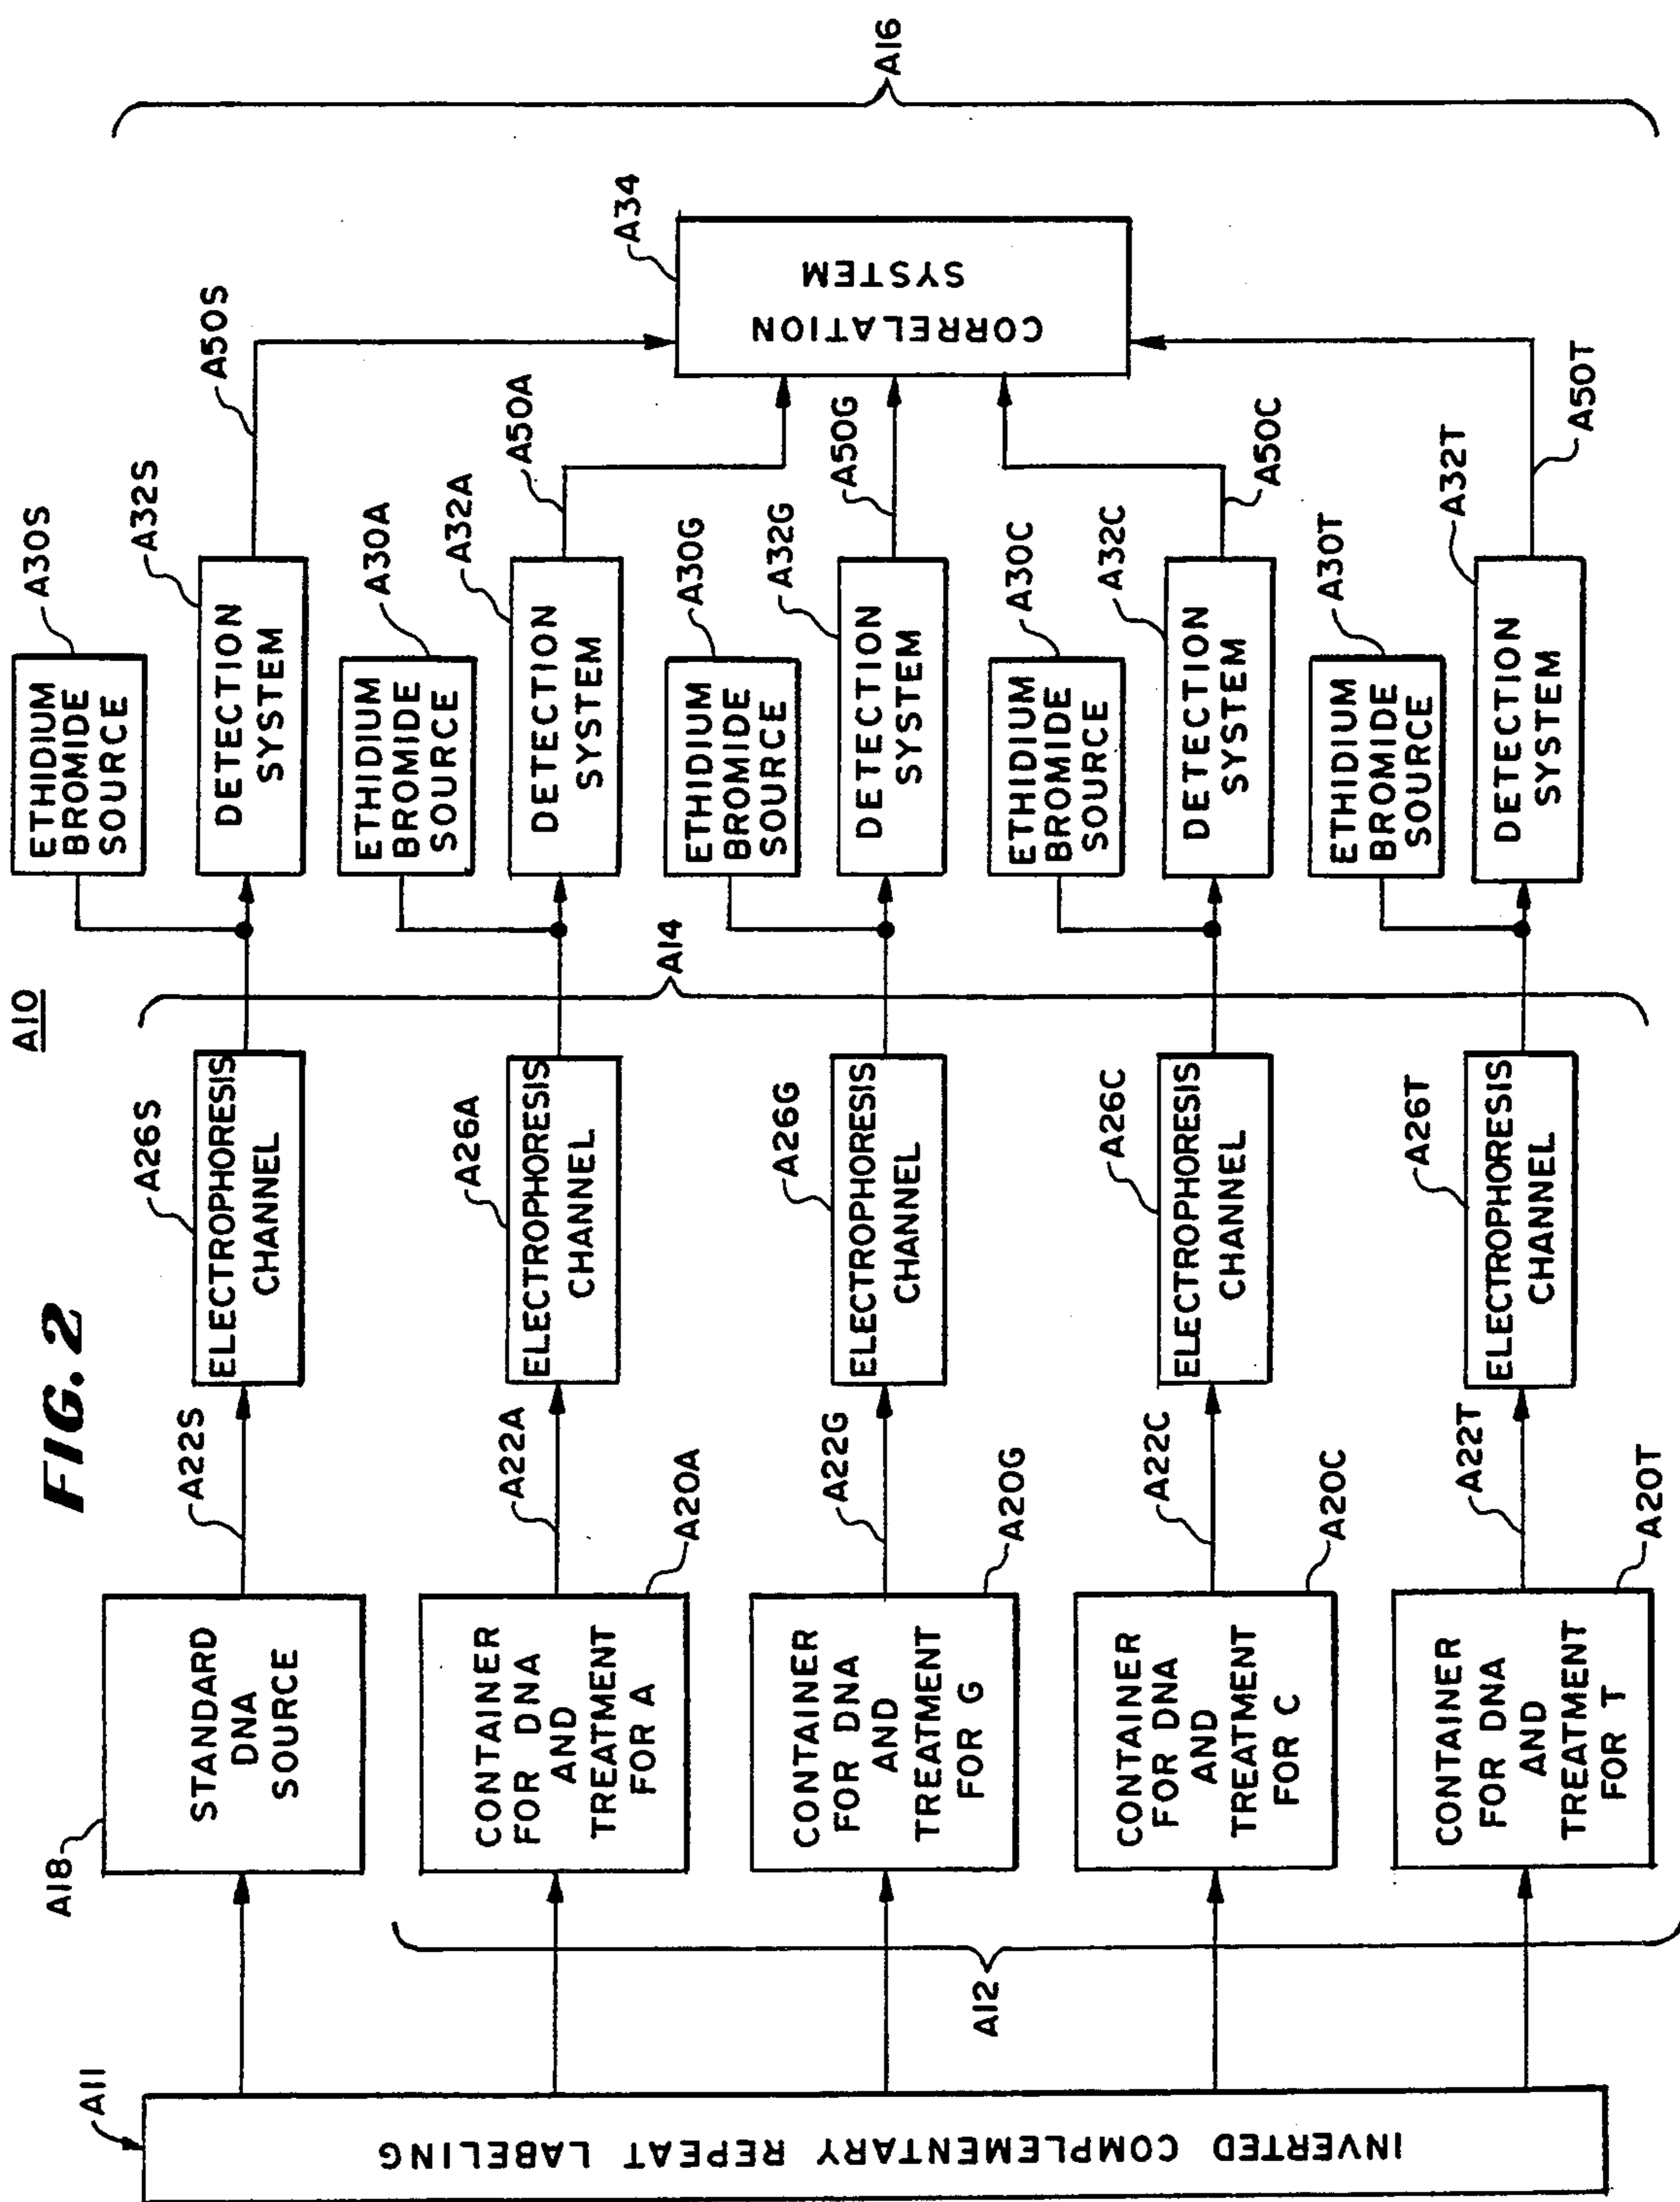 FIG. 2
A10
A11
INVERTED COMPLEMENTARY REPEAT LABELING
A12
A18
STANDARD
DNA
SOURCE
A22S
A26S
ELECTROPHORESIS
CHANNEL
A14
A30S
ETHIDIUM
BROMIDE
SOURCE
A32S
DETECTION
SYSTEM
A50S
CONTAINER
FOR DNA
AND
TREATMENT
FOR A
A20A
A22A
A26A
ELECTROPHORESIS
CHANNEL
A30A
ETHIDIUM
BROMIDE
SOURCE
A32A
DETECTION
SYSTEM
A50A
CONTAINER
FOR DNA
AND
TREATMENT
FOR G
A20G
A22G
A26G
ELECTROPHORESIS
CHANNEL
A30G
ETHIDIUM
BROMIDE
SOURCE
A32G
DETECTION
SYSTEM
A50G
CONTAINER
FOR DNA
AND
TREATMENT
FOR C
A20C
A22C
A26C
ELECTROPHORESIS
CHANNEL
A30C
ETHIDIUM
BROMIDE
SOURCE
A32C
DETECTION
SYSTEM
A50C
CONTAINER
FOR DNA
AND
TREATMENT
FOR T
A20T
A22T
A26T
ELECTROPHORESIS
CHANNEL
A30T
ETHIDIUM
BROMIDE
SOURCE
A32T
DETECTION
SYSTEM
A50T
A34
CORRELATION
SYSTEM
A16